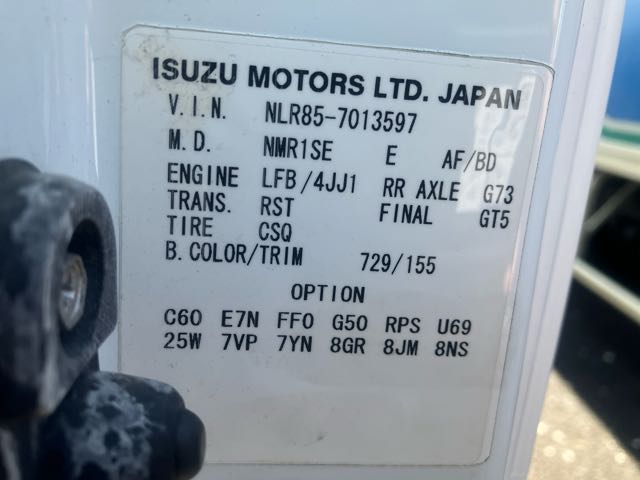 ISUZU MOTORS LTD. JAPAN
V.I.N. NLR85-7013597
M.D. NMR1SE E AF/BD
ENGINE LFB/4JJ1 RR AXLE G73
TRANS. RST FINAL GT5
TIRE CSQ
B.COLOR/TRIM 729/155
OPTION
C60 E7N FF0 G50 RPS U69
25W 7VP 7YN 8GR 8JM 8NS